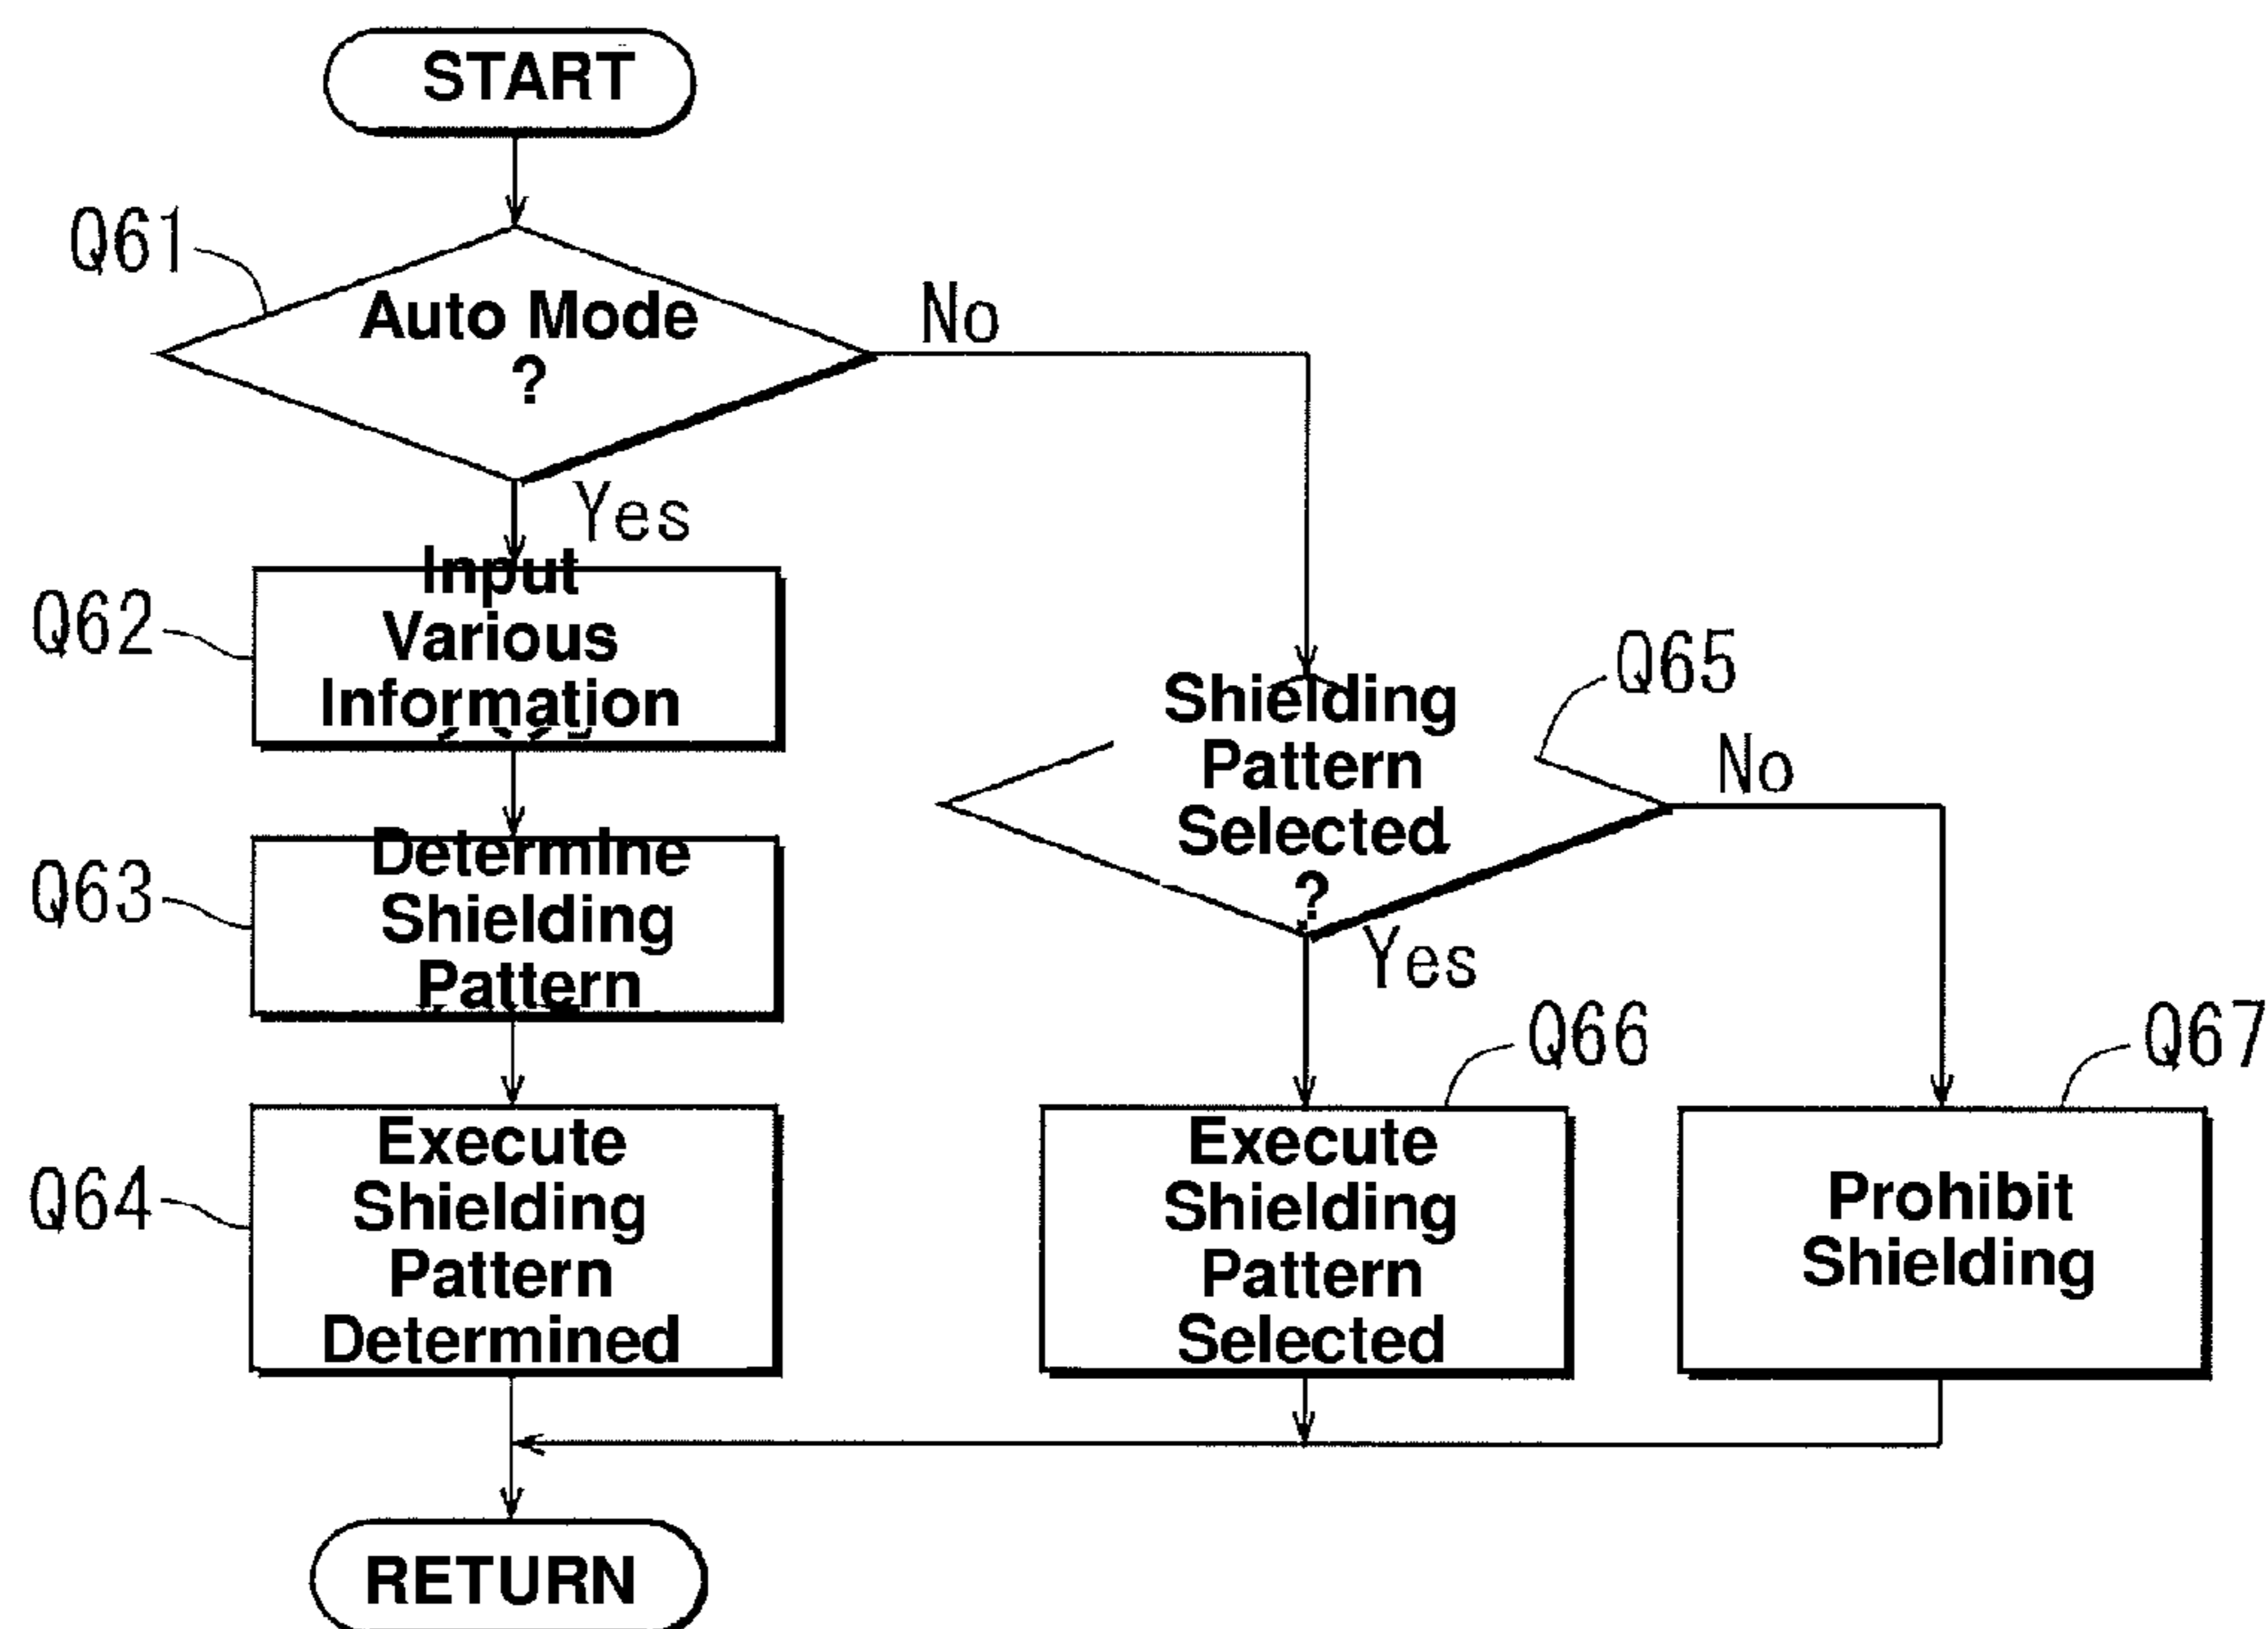 START
Q61
Auto Mode
?
No
Yes
Q62
Input
Various
Information
Q63
Determine
Shielding
Pattern
Q64
Execute
Shielding
Pattern
Determined
Q65
Shielding
Pattern
Selected
?
No
Yes
Q66
Execute
Shielding
Pattern
Selected
Q67
Prohibit
Shielding
RETURN